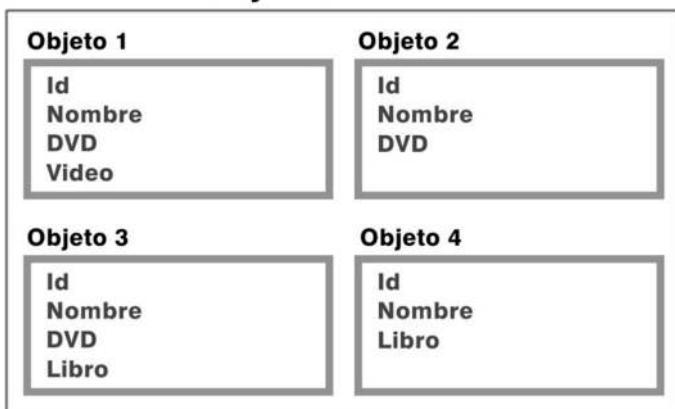 Objeto 1
Id
Nombre
DVD
Video
Objeto 2
Id
Nombre
DVD
Objeto 3
Id
Nombre
DVD
Libro
Objeto 4
Id
Nombre
Libro